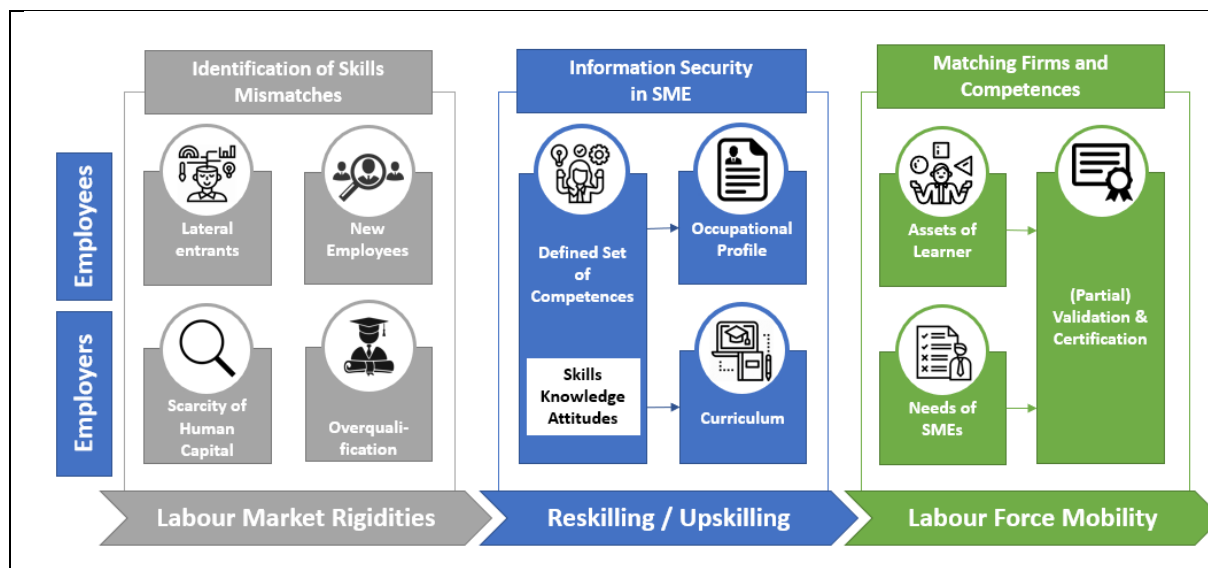 Identification of Skills
Mismatches
Information Security
in SME
Matching Firms and
Competences
Employees
Employers
Lateral
entrants
New
Employees
Scarcity of
Human
Capital
Overquali-
fication
Defined Set
of
Competences
Skills
Knowledge
Attitudes
Occupational
Profile
Curriculum
Assets of
Learner
Needs of
SMEs
(Partial)
Validation &
Certification
Labour Market Rigidities
Reskilling / Upskilling
Labour Force Mobility